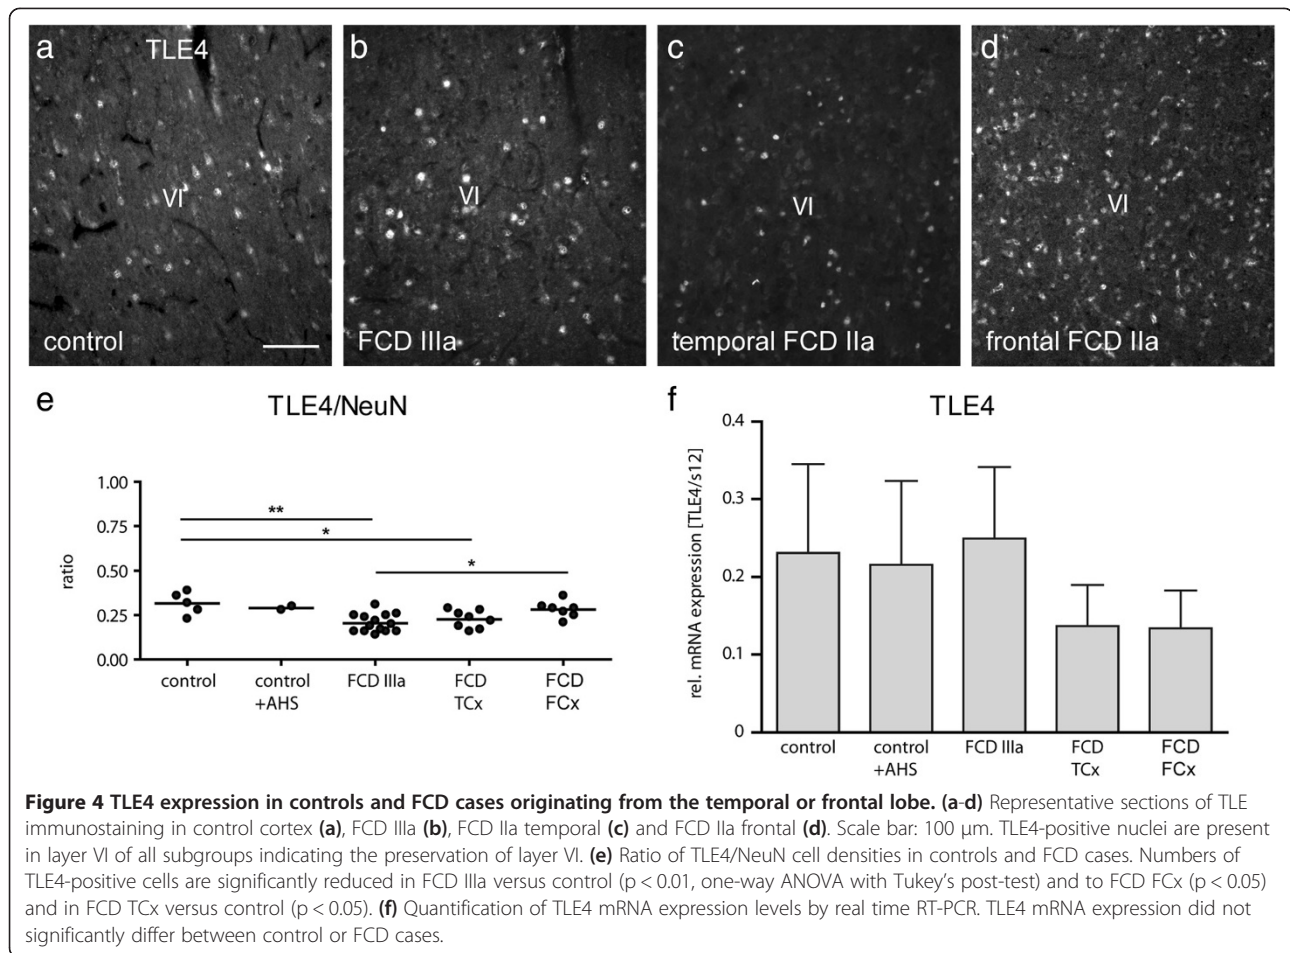 a TLE4 b c d
VI VI VI VI
control FCD IIIa temporal FCD IIa frontal FCD IIa
e TLE4/NeuN
1.00
0.75
0.50
0.25
0.00
ratio
**
*
*
control control FCD IIIa FCD FCD
+AHS TCx FCx
f TLE4
0.4
0.3
0.2
0.1
0
rel. mRNA expression [TLE4/s12]
control control FCD IIIa FCD FCD
+AHS TCx FCx
Figure 4 TLE4 expression in controls and FCD cases originating from the temporal or frontal lobe. (a-d) Representative sections of TLE
immunostaining in control cortex (a), FCD IIIa (b), FCD IIa temporal (c) and FCD IIa frontal (d). Scale bar: 100 μm. TLE4-positive nuclei are present
in layer VI of all subgroups indicating the preservation of layer VI. (e) Ratio of TLE4/NeuN cell densities in controls and FCD cases. Numbers of
TLE4-positive cells are significantly reduced in FCD IIIa versus control (p < 0.01, one-way ANOVA with Tukey's post-test) and to FCD FCx (p < 0.05)
and in FCD TCx versus control (p < 0.05). (f) Quantification of TLE4 mRNA expression levels by real time RT-PCR. TLE4 mRNA expression did not
significantly differ between control or FCD cases.